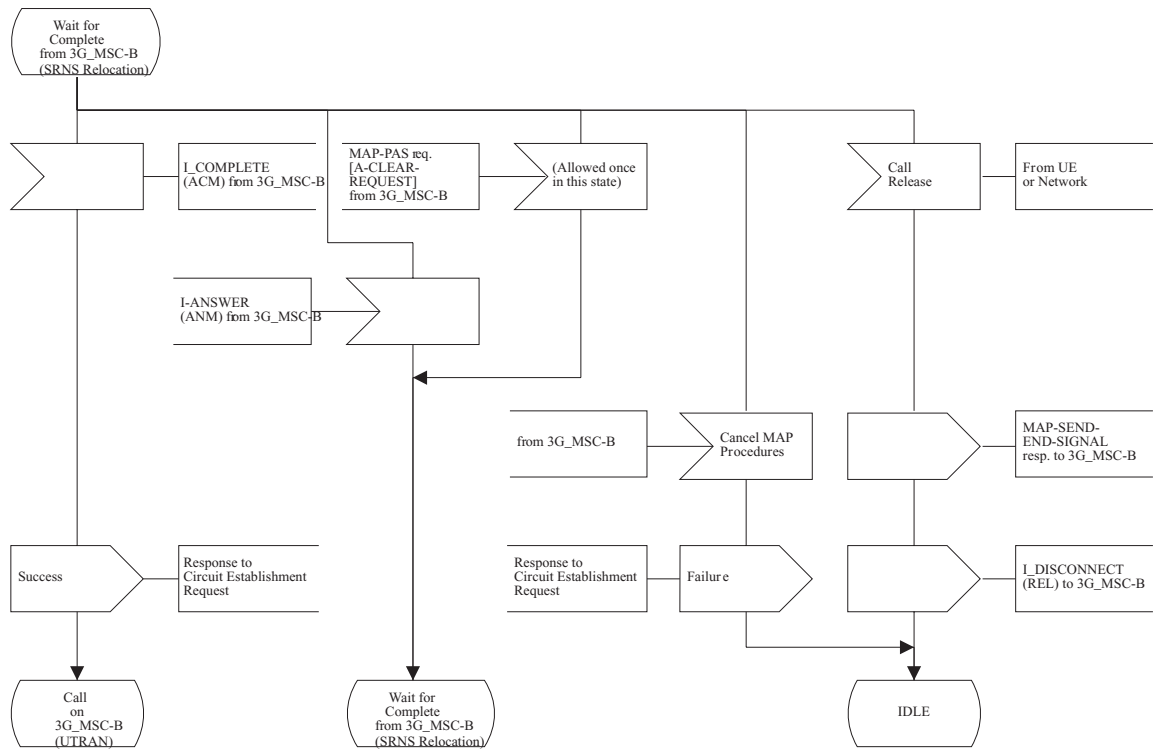 Wait for
Complete
from 3G_MSC-B
(SRNS Relocation)
I_COMPLETE
(ACM) from 3G_MSC-B
MAP-PAS req.
[A-CLEAR-
REQUEST]
from 3G_MSC-B
(Allowed once
in this state)
Call
Release
From UE
or Network
I-ANSWER
(ANM) from 3G_MSC-B
from 3G_MSC-B
Cancel MAP
Procedures
MAP-SEND-
END-SIGNAL
resp. to 3G_MSC-B
Success
Response to
Circuit Establishment
Request
Response to
Circuit Establishment
Request
Failure
I_DISCONNECT
(REL) to 3G_MSC-B
Call
on
3G_MSC-B
(UTRAN)
Wait for
Complete
from 3G_MSC-B
(SRNS Relocation)
IDLE